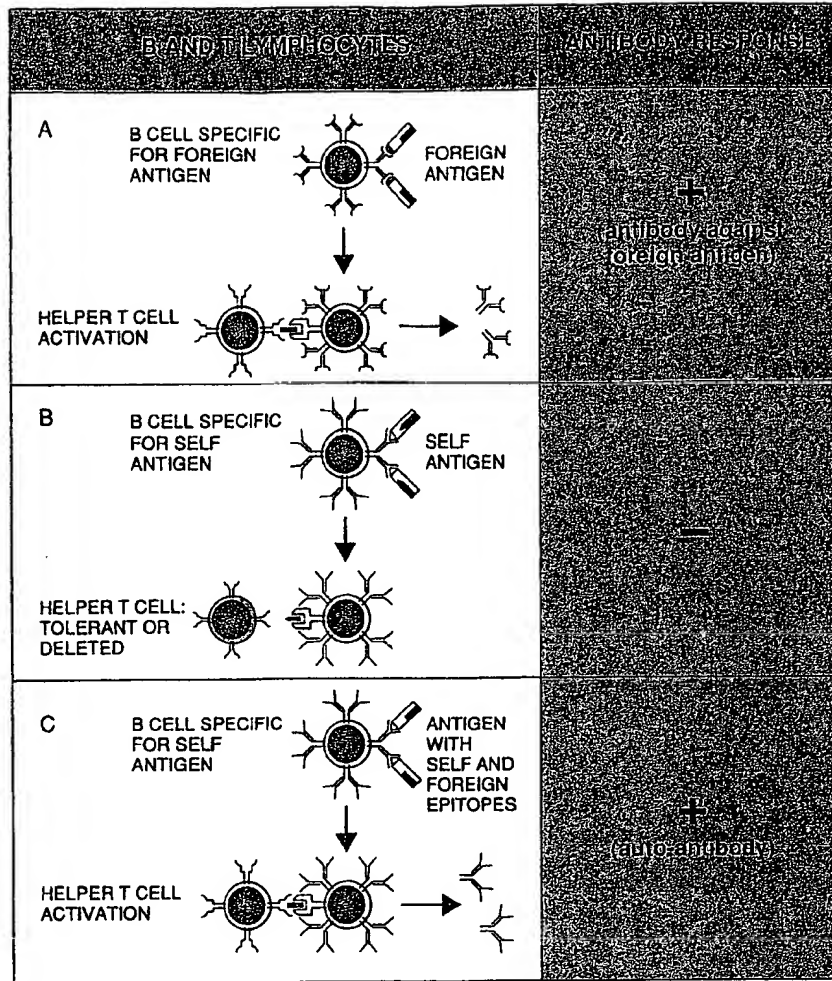 B AND T LYMPHOCYTES
ANTIBODY RESPONSE
A
B CELL SPECIFIC
FOR FOREIGN
ANTIGEN
FOREIGN
ANTIGEN
HELPER T CELL
ACTIVATION
+
(antibody against
foreign antigen)
B
B CELL SPECIFIC
FOR SELF
ANTIGEN
SELF
ANTIGEN
HELPER T CELL:
TOLERANT OR
DELETED
−
C
B CELL SPECIFIC
FOR SELF
ANTIGEN
ANTIGEN
WITH
SELF AND
FOREIGN
EPITOPES
HELPER T CELL
ACTIVATION
+
(auto-antibody)